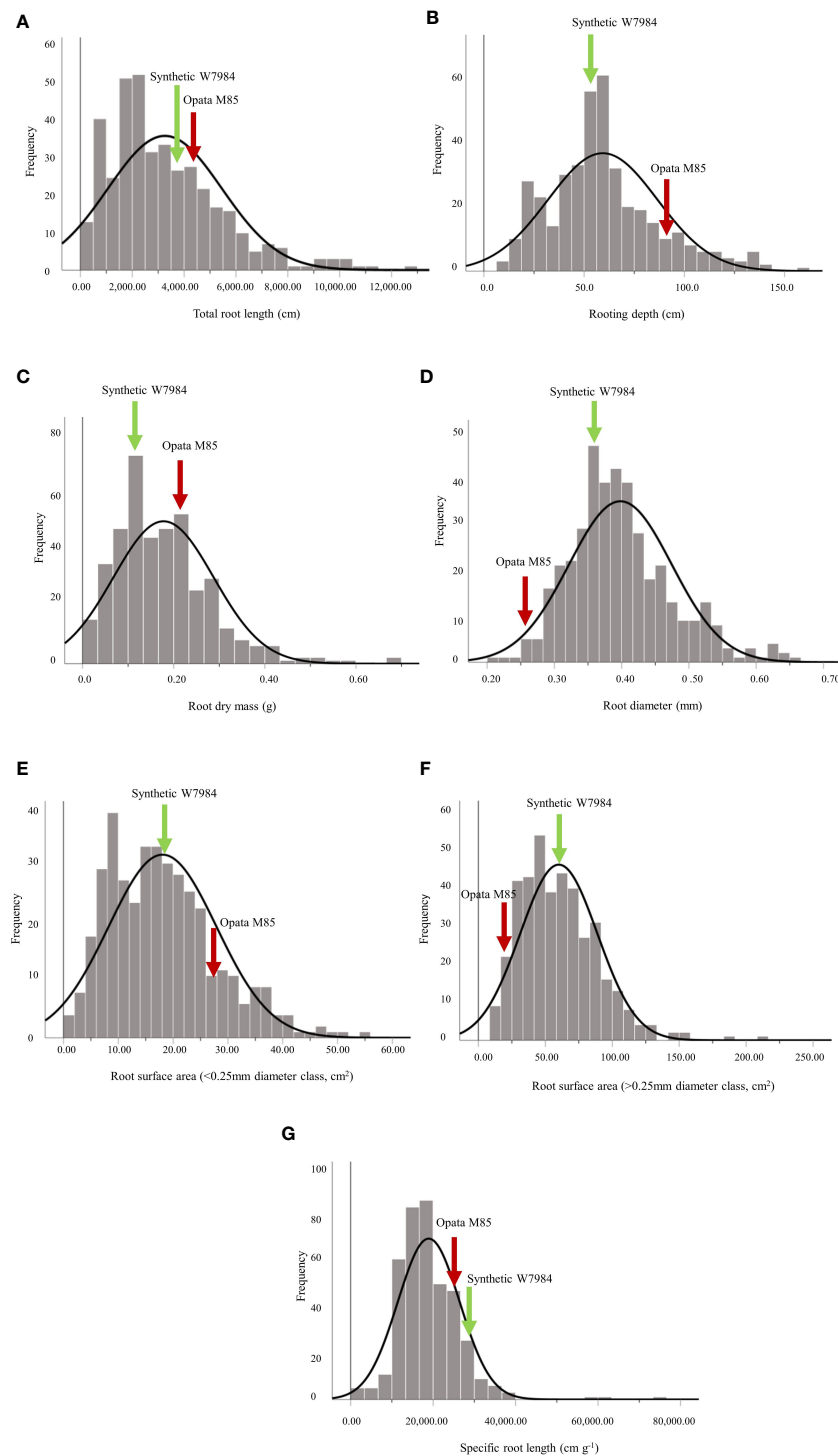 A
Synthetic W7984
Opata M85
Frequency
60
50
40
30
20
10
0
0.00 2,000.00 4,000.00 6,000.00 8,000.00 10,000.00 12,000.00
Total root length (cm)
B
Synthetic W7984
Opata M85
Frequency
60
40
20
0
0.0 50.0 100.0 150.0
Rooting depth (cm)
C
Synthetic W7984
Opata M85
Frequency
80
60
40
20
0
0.0 0.20 0.40 0.60
Root dry mass (g)
D
Synthetic W7984
Opata M85
Frequency
50
40
30
20
10
0
0.20 0.30 0.40 0.50 0.60 0.70
Root diameter (mm)
E
Synthetic W7984
Opata M85
Frequency
40
30
20
10
0
0.00 10.00 20.00 30.00 40.00 50.00 60.00
Root surface area (<0.25mm diameter class, cm²)
F
Synthetic W7984
Opata M85
Frequency
60
50
40
30
20
10
0
0.00 50.00 100.00 150.00 200.00 250.00
Root surface area (>0.25mm diameter class, cm²)
G
Opata M85
Synthetic W7984
Frequency
100
80
60
40
20
0
0.00 20,000.00 40,000.00 60,000.00 80,000.00
Specific root length (cm g⁻¹)